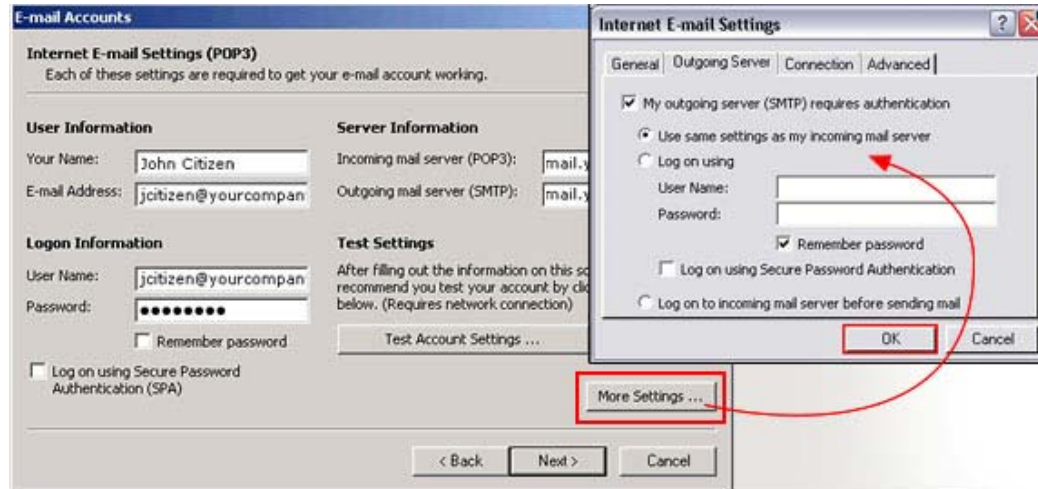 E-mail Accounts
Internet E-mail Settings (POP3)
Each of these settings are required to get your e-mail account working.
User Information
Your Name: John Citizen
E-mail Address: jcitizen@yourcompan
Logon Information
User Name: jcitizen@yourcompan
Password:
Remember password
Log on using Secure Password
Authentication (SPA)
Server Information
Incoming mail server (POP3): mail.y
Outgoing mail server (SMTP): mail.y
Test Settings
After filling out the information on this sc
recommend you test your account by clic
below. (Requires network connection)
Test Account Settings ...
More Settings ...
< Back
Next >
Cancel
Internet E-mail Settings
General
Outgoing Server
Connection
Advanced
My outgoing server (SMTP) requires authentication
Use same settings as my incoming mail server
Log on using
User Name:
Password:
Remember password
Log on using Secure Password Authentication
Log on to incoming mail server before sending mail
OK
Cancel